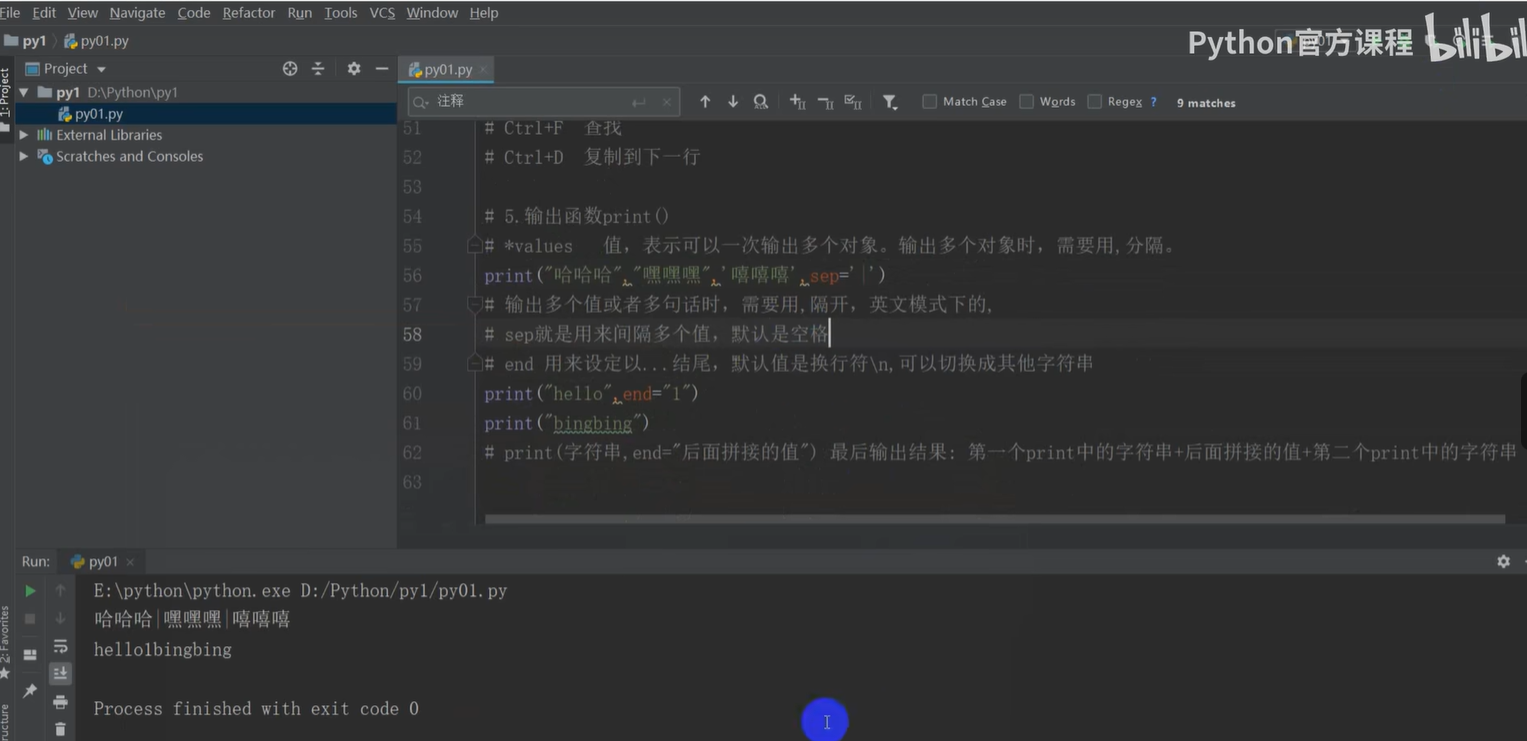 File Edit View Navigate Code Refactor Run Tools VCS Window Help
py1 py01.py
Python官方课程 bilibili
Project
py01.py
1: Project
py1 D:\Python\py1
py01.py
External Libraries
Scratches and Consoles
注释
Match Case Words Regex ? 9 matches
51 # Ctrl+F 查找
52 # Ctrl+D 复制到下一行
53
54 # 5.输出函数print()
55 # *values 值，表示可以一次输出多个对象。输出多个对象时，需要用,分隔。
56 print("哈哈哈","嘿嘿嘿",'嘻嘻嘻',sep='|')
57 # 输出多个值或者多句话时，需要用,隔开，英文模式下的,
58 # sep就是用来间隔多个值，默认是空格
59 # end 用来设定以...结尾，默认值是换行符\n,可以切换成其他字符串
60 print("hello",end="1")
61 print("bingbing")
62 # print(字符串,end="后面拼接的值") 最后输出结果: 第一个print中的字符串+后面拼接的值+第二个print中的字符串
63
Run: py01
E:\python\python.exe D:/Python/py1/py01.py
哈哈哈|嘿嘿嘿|嘻嘻嘻
hello1bingbing
Process finished with exit code 0
2: Favorites